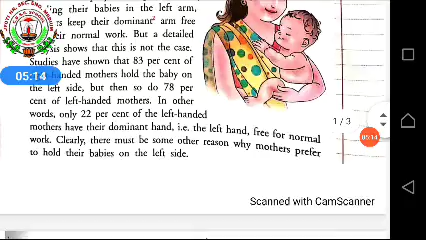 ing their babies in the left arm,
rs keep their dominant² arm free
eir normal work. But a detailed
sis shows that this is not the case.
Studies have shown that 83 per cent of
-handed mothers hold the baby on
the left side, but then so do 78 per
cent of left-handed mothers. In other
words, only 22 per cent of the left-handed
mothers have their dominant hand, i.e. the left hand, free for normal
work. Clearly, there must be some other reason why mothers prefer
to hold their babies on the left side.
05:14
1 / 3
05:14
Scanned with CamScanner